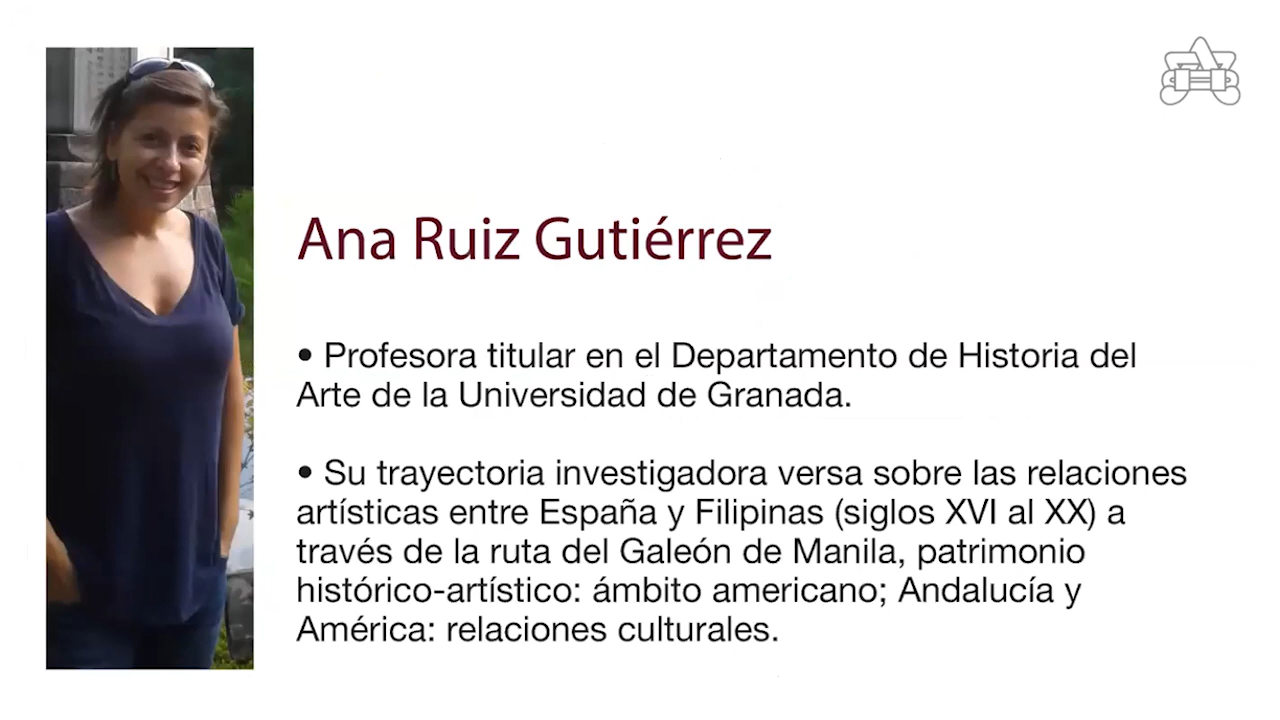 Ana Ruiz Gutiérrez
• Profesora titular en el Departamento de Historia del
Arte de la Universidad de Granada.
• Su trayectoria investigadora versa sobre las relaciones
artísticas entre España y Filipinas (siglos XVI al XX) a
través de la ruta del Galeón de Manila, patrimonio
histórico-artístico: ámbito americano; Andalucía y
América: relaciones culturales.